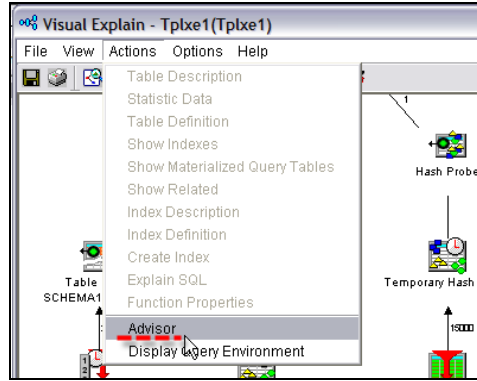 Visual Explain - Tplxe1(Tplxe1)
File View Actions Options Help
Table Description
Statistic Data
Table Definition
Show Indexes
Show Materialized Query Tables
Show Related
Index Description
Index Definition
Create Index
Explain SQL
Function Properties
Advisor
Display Query Environment
1
Hash Probe
Table
SCHEMA1
Temporary Hash
15000